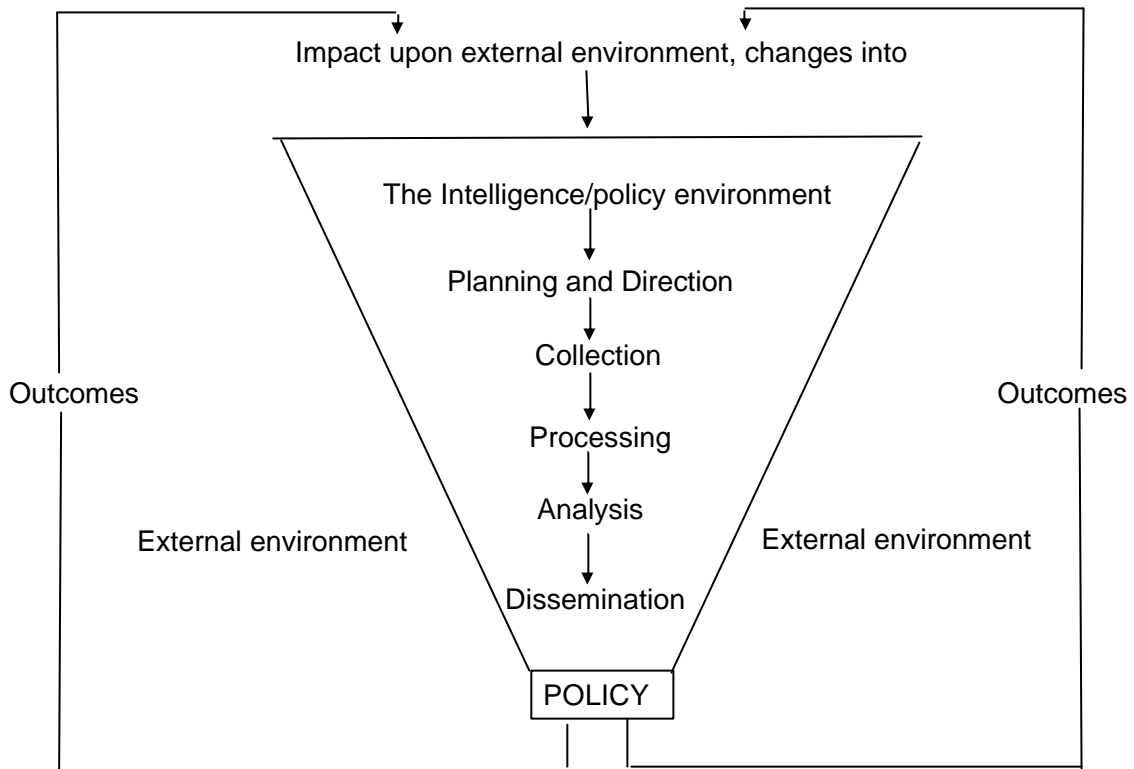 Impact upon external environment, changes into
The Intelligence/policy environment
Planning and Direction
Collection
Outcomes
Outcomes
Processing
Analysis
External environment
External environment
Dissemination
POLICY